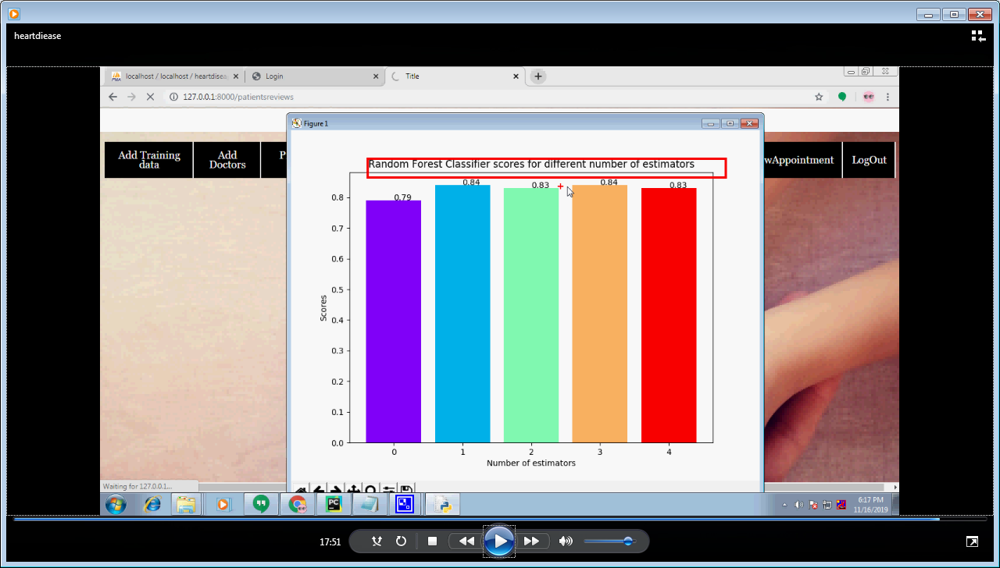 heartdiease
localhost / localhost / heartdisea
Login
Title
127.0.0.1:8000/patientsreviews
Figure 1
Add Training
data
Add
Doctors
P
wAppointment
LogOut
Random Forest Classifier scores for different number of estimators
0.79
0.84
0.83
0.84
0.83
0.8
0.7
0.6
0.5
0.4
0.3
0.2
0.1
0.0
Scores
0
1
2
3
4
Number of estimators
Waiting for 127.0.0.1...
PC
6:17 PM
11/16/2019
17:51